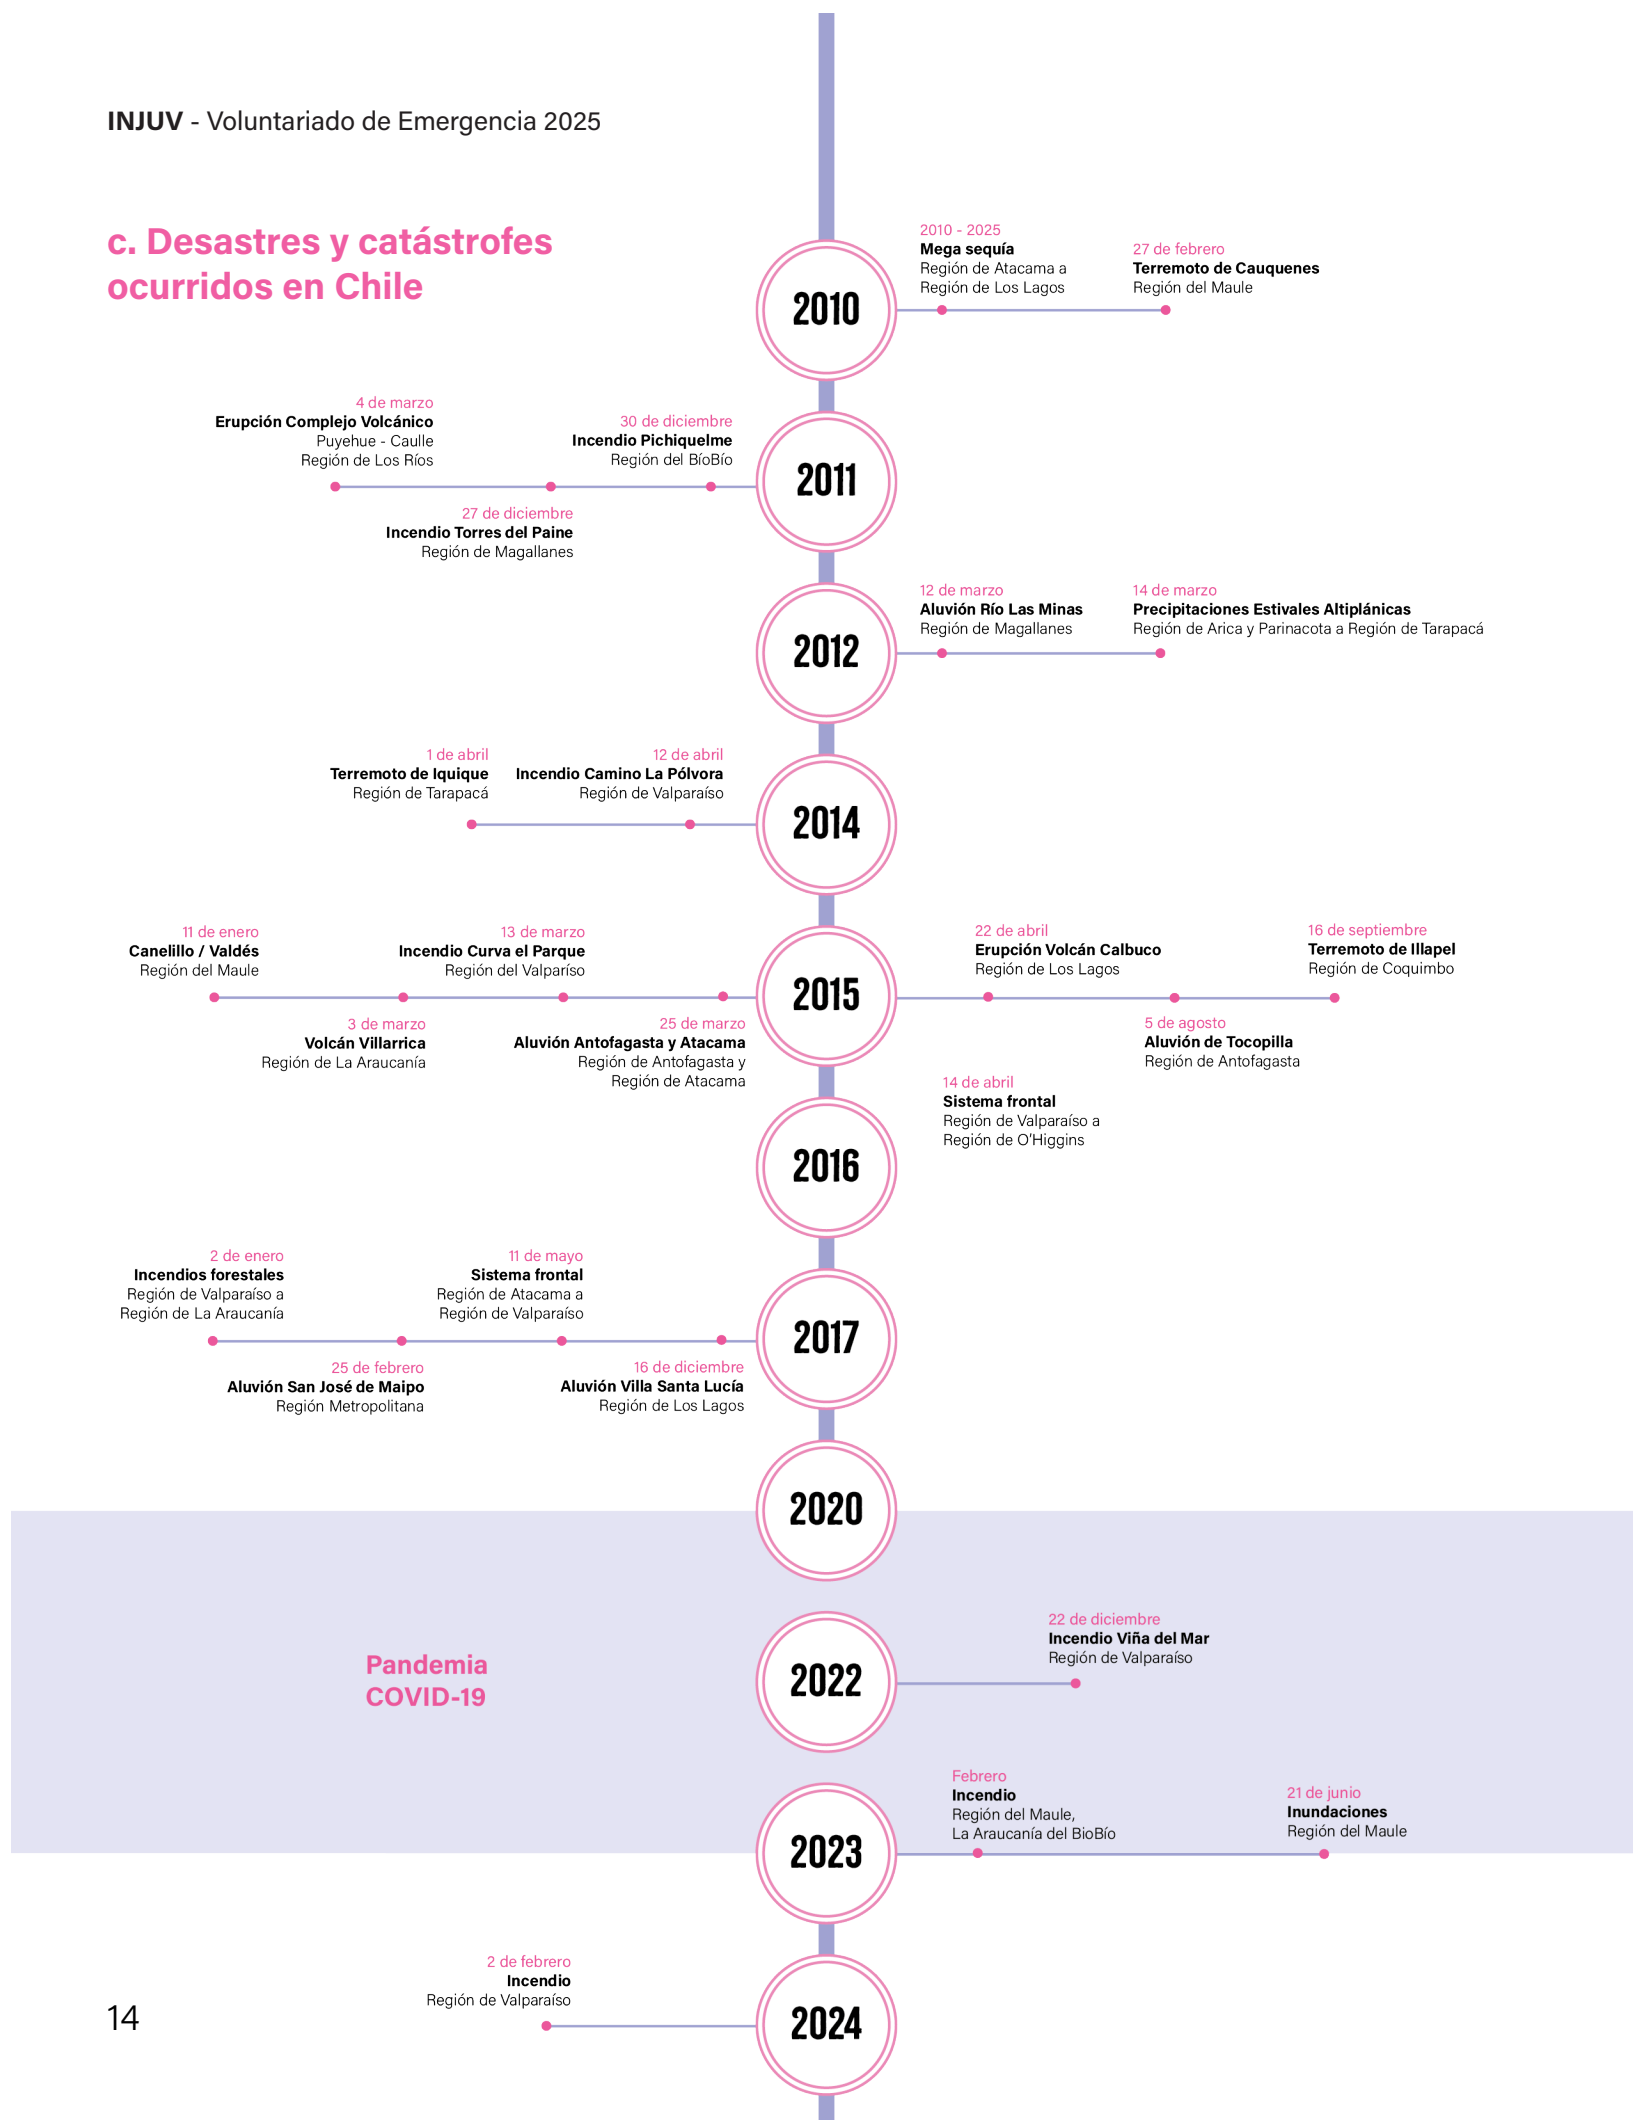 INJUV - Voluntariado de Emergencia 2025
c. Desastres y catástrofes
ocurridos en Chile
2010
2010 - 2025
Mega sequía
Región de Atacama a
Región de Los Lagos
27 de febrero
Terremoto de Cauquenes
Región del Maule
2011
4 de marzo
Erupción Complejo Volcánico
Puyehue - Caulle
Región de Los Ríos
27 de diciembre
Incendio Torres del Paine
Región de Magallanes
30 de diciembre
Incendio Pichiquelme
Región del BíoBío
2012
12 de marzo
Aluvión Río Las Minas
Región de Magallanes
14 de marzo
Precipitaciones Estivales Altiplánicas
Región de Arica y Parinacota a Región de Tarapacá
2014
1 de abril
Terremoto de Iquique
Región de Tarapacá
12 de abril
Incendio Camino La Pólvora
Región de Valparaíso
2015
11 de enero
Canelillo / Valdés
Región del Maule
3 de marzo
Volcán Villarrica
Región de La Araucanía
13 de marzo
Incendio Curva el Parque
Región del Valparíso
25 de marzo
Aluvión Antofagasta y Atacama
Región de Antofagasta y
Región de Atacama
22 de abril
Erupción Volcán Calbuco
Región de Los Lagos
5 de agosto
Aluvión de Tocopilla
Región de Antofagasta
16 de septiembre
Terremoto de Illapel
Región de Coquimbo
2016
14 de abril
Sistema frontal
Región de Valparaíso a
Región de O’Higgins
2017
2 de enero
Incendios forestales
Región de Valparaíso a
Región de La Araucanía
25 de febrero
Aluvión San José de Maipo
Región Metropolitana
11 de mayo
Sistema frontal
Región de Atacama a
Región de Valparaíso
16 de diciembre
Aluvión Villa Santa Lucía
Región de Los Lagos
2020
Pandemia
COVID-19
2022
22 de diciembre
Incendio Viña del Mar
Región de Valparaíso
2023
Febrero
Incendio
Región del Maule,
La Araucanía del BioBío
21 de junio
Inundaciones
Región del Maule
2024
2 de febrero
Incendio
Región de Valparaíso
14